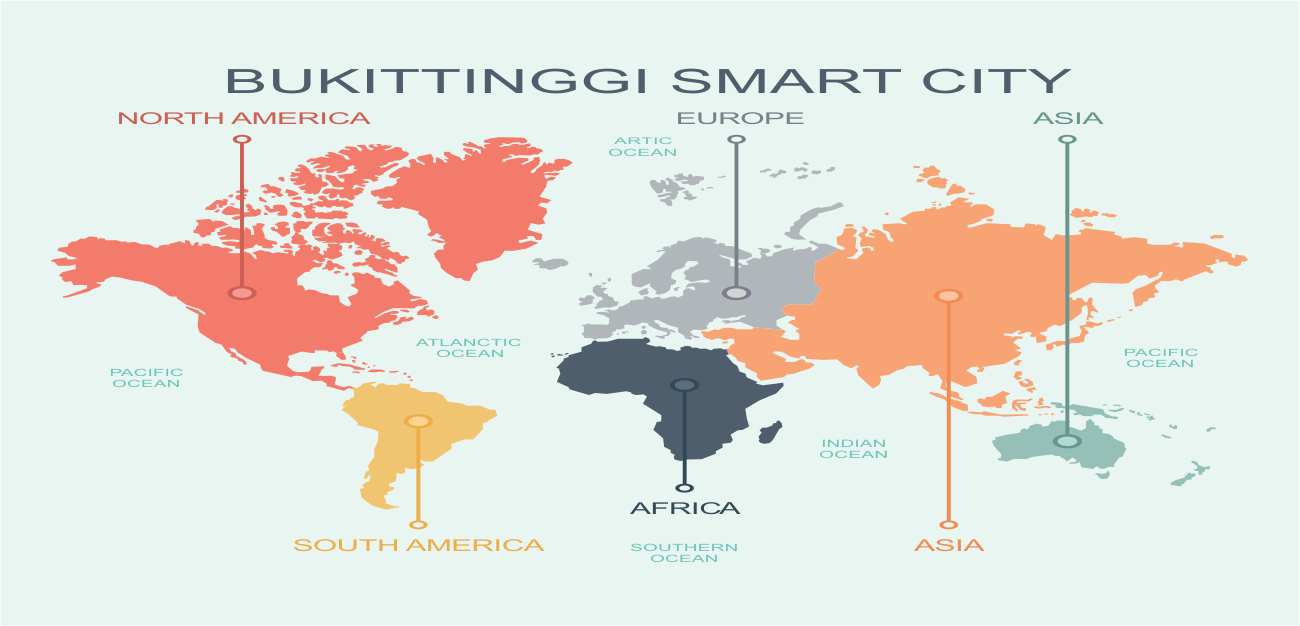 BUKITTINGGI SMART CITY
NORTH AMERICA
EUROPE
ASIA
ARTIC
OCEAN
ATLANCTIC
OCEAN
PACIFIC
OCEAN
PACIFIC
OCEAN
INDIAN
OCEAN
AFRICA
SOUTH AMERICA
SOUTHERN
OCEAN
ASIA